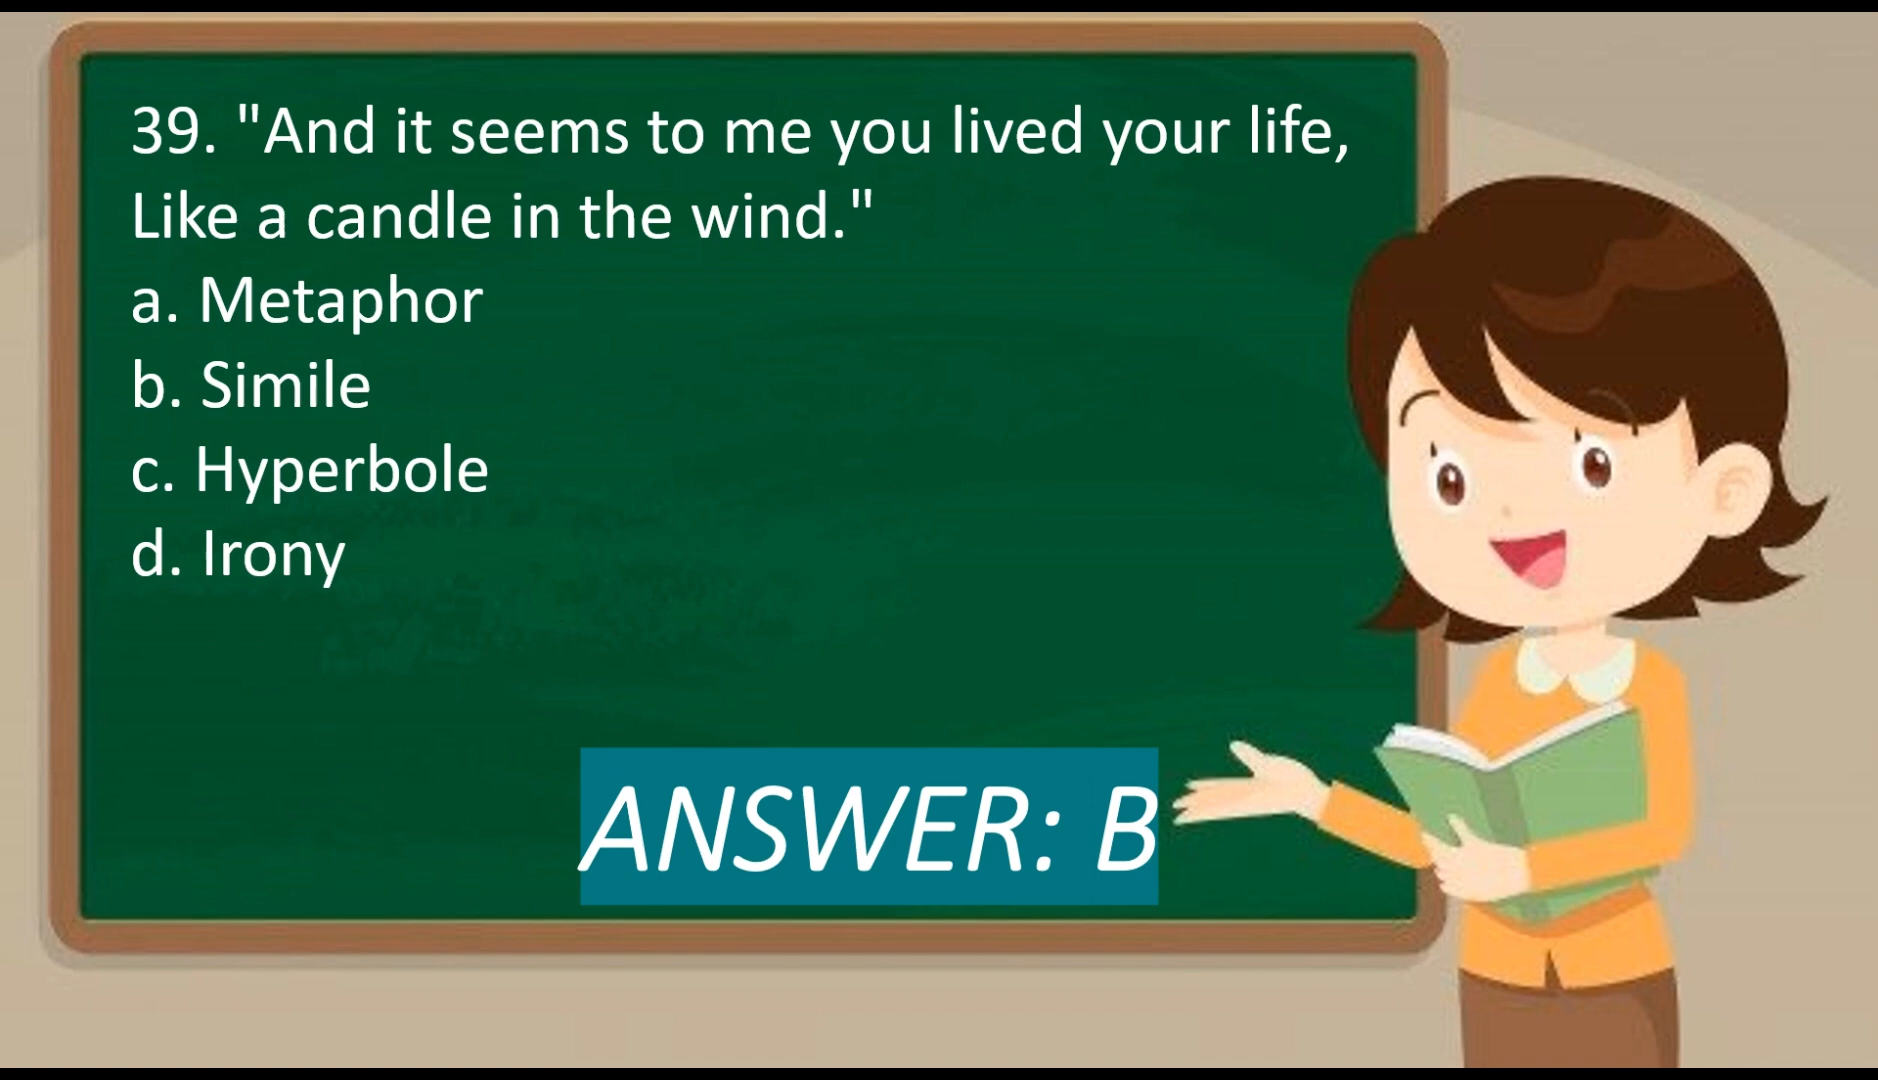 39. "And it seems to me you lived your life,
Like a candle in the wind."
a. Metaphor
b. Simile
c. Hyperbole
d. Irony
ANSWER: B